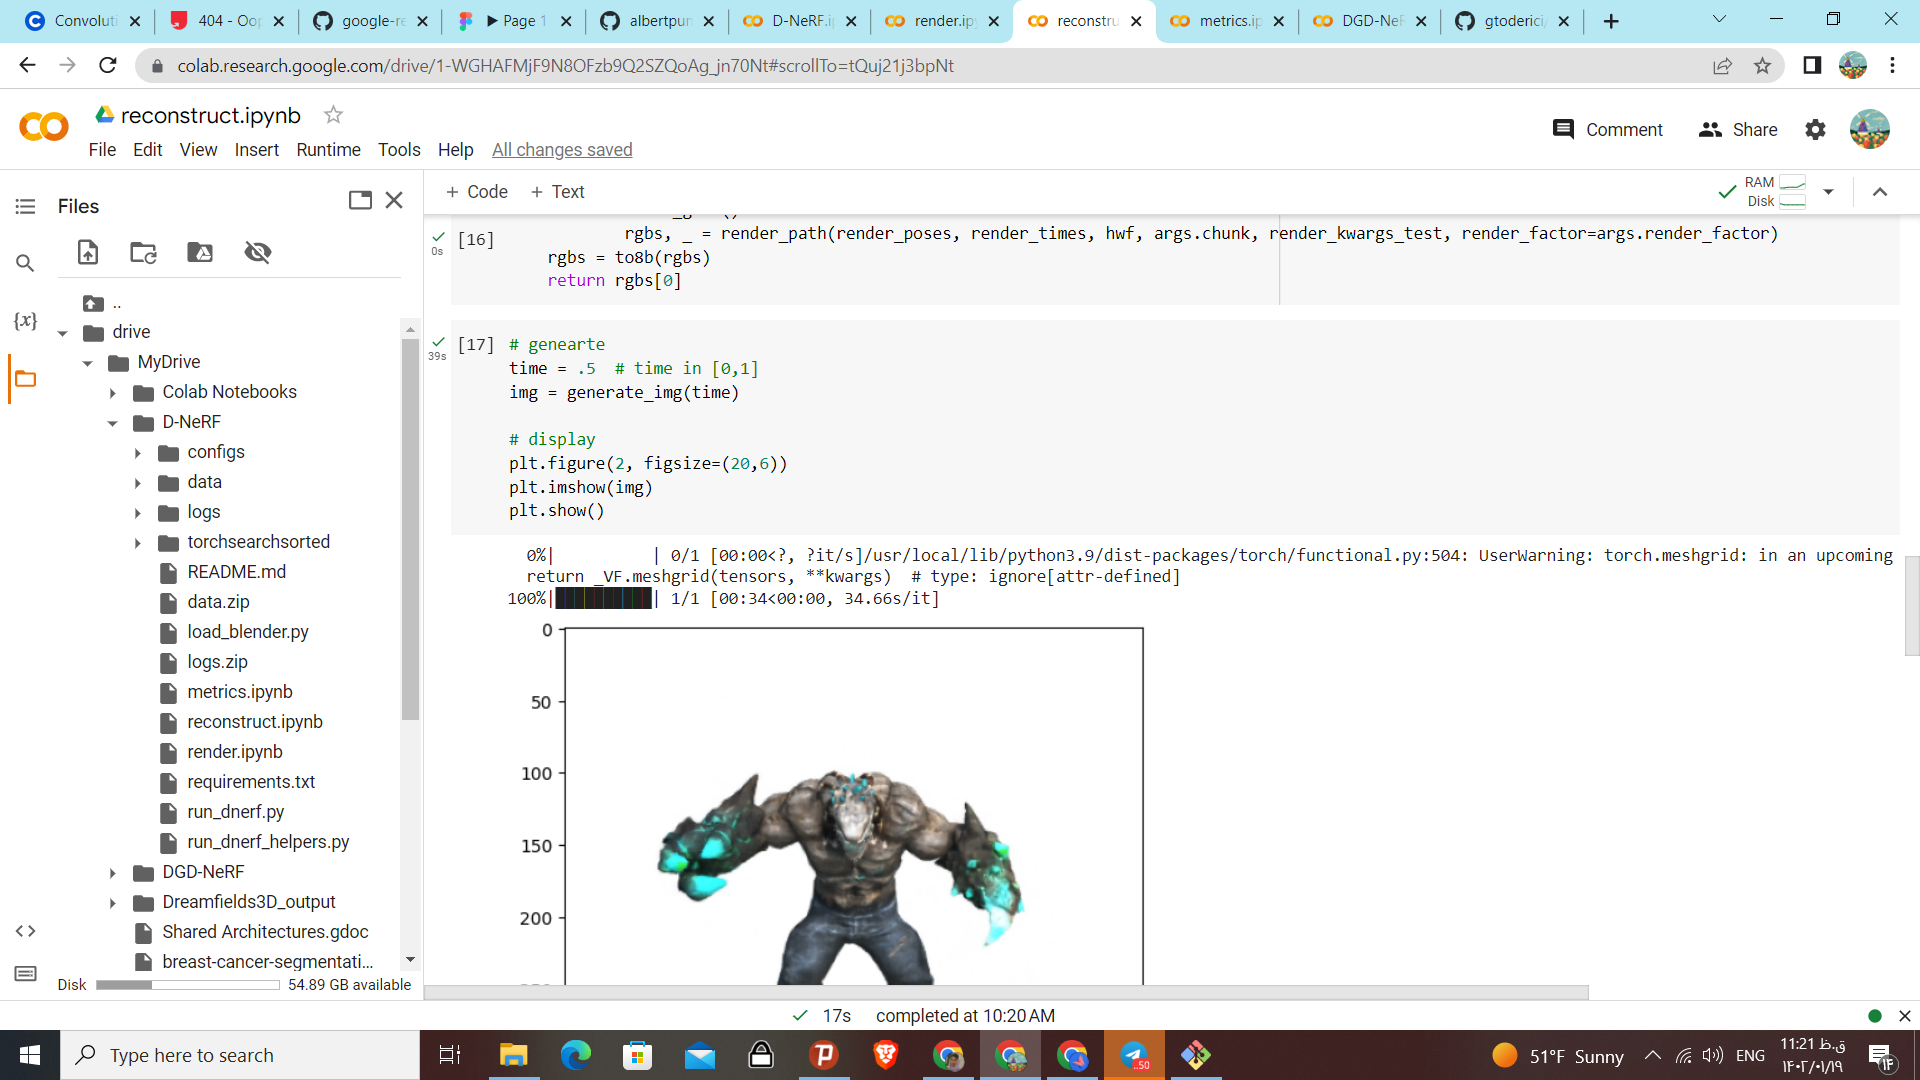 Convoluti
404 - Oop
google-re
▶ Page 1
albertpur
D-NeRF.i
render.ip
reconstru
metrics.ip
DGD-NeR
gtoderici/
colab.research.google.com/drive/1-WGHAFMjF9N8OFzb9Q2SZQoAg_jn70Nt#scrollTo=tQuj21j3bpNt
reconstruct.ipynb
Comment
Share
File Edit View Insert Runtime Tools Help All changes saved
Files
+ Code + Text
RAM
Disk
..
drive
MyDrive
Colab Notebooks
D-NeRF
configs
data
logs
torchsearchsorted
README.md
data.zip
load_blender.py
logs.zip
metrics.ipynb
reconstruct.ipynb
render.ipynb
requirements.txt
run_dnerf.py
run_dnerf_helpers.py
DGD-NeRF
Dreamfields3D_output
Shared Architectures.gdoc
breast-cancer-segmentati...
Disk 54.89 GB available
{x}
[16]
0s
rgbs, _ = render_path(render_poses, render_times, hwf, args.chunk, render_kwargs_test, render_factor=args.render_factor)
rgbs = to8b(rgbs)
return rgbs[0]
[17]
39s
# genearte
time = .5  # time in [0,1]
img = generate_img(time)
# display
plt.figure(2, figsize=(20,6))
plt.imshow(img)
plt.show()
0%| | 0/1 [00:00<?, ?it/s]/usr/local/lib/python3.9/dist-packages/torch/functional.py:504: UserWarning: torch.meshgrid: in an upcoming
return _VF.meshgrid(tensors, **kwargs)  # type: ignore[attr-defined]
100%|██████████| 1/1 [00:34<00:00, 34.66s/it]
0
50
100
150
200
17s completed at 10:20 AM
Type here to search
..50
51°F Sunny
ENG
11:21 ق.ظ
۱۴۰۲/۰۱/۱۹
۱۴